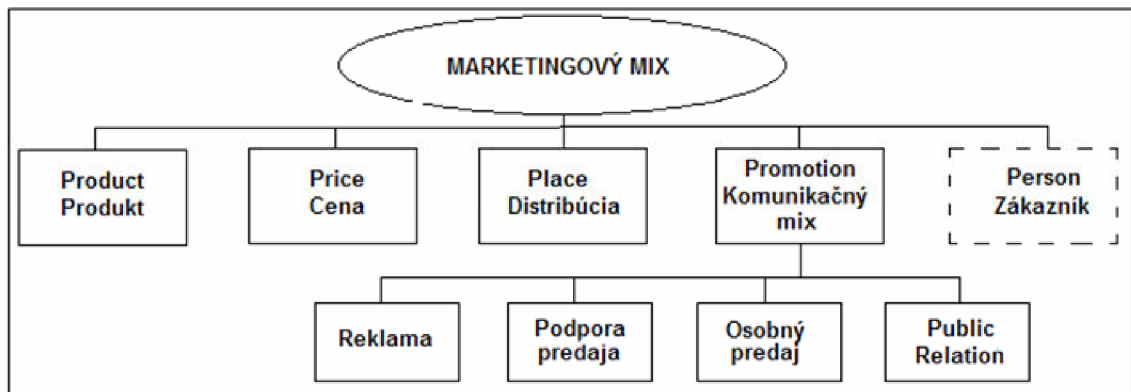 MARKETINGOVÝ MIX
Product
Produkt
Price
Cena
Place
Distribúcia
Promotion
Komunikačný
mix
Person
Zákazník
Reklama
Podpora
predaja
Osobný
predaj
Public
Relation